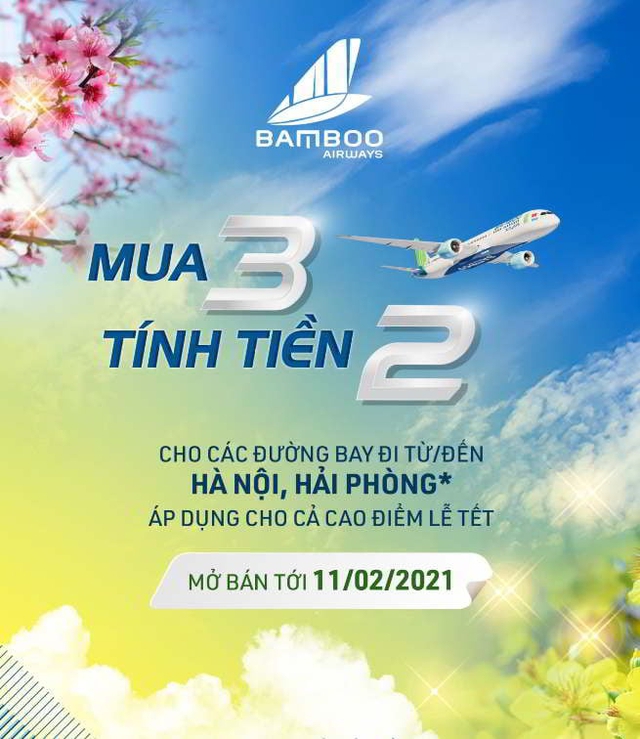 BAMBOO
AIRWAYS
MUA 3
TÍNH TIỀN 2
CHO CÁC ĐƯỜNG BAY ĐI TỪ/ĐẾN
HÀ NỘI, HẢI PHÒNG*
ÁP DỤNG CHO CẢ CAO ĐIỂM LỄ TẾT
MỞ BÁN TỚI 11/02/2021